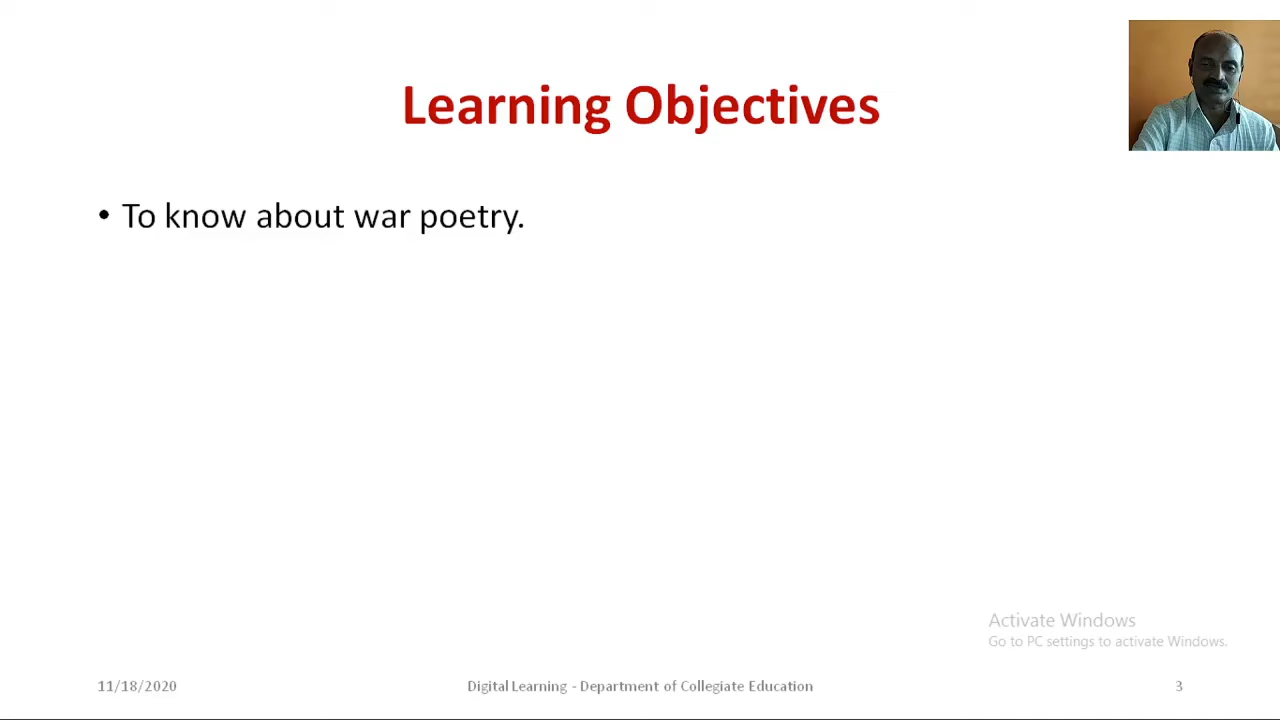 Learning Objectives
• To know about war poetry.
Activate Windows
Go to PC settings to activate Windows.
11/18/2020
Digital Learning - Department of Collegiate Education
3